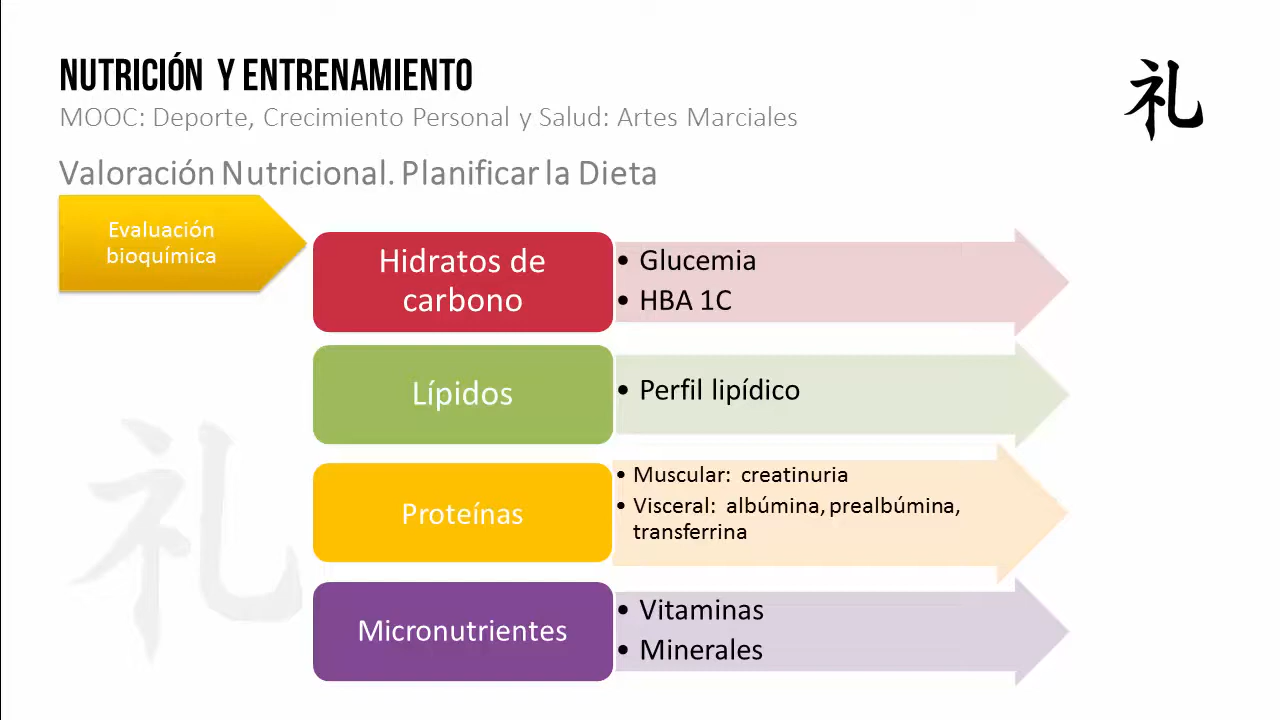 NUTRICIÓN Y ENTRENAMIENTO
礼
MOOC: Deporte, Crecimiento Personal y Salud: Artes Marciales
Valoración Nutricional. Planificar la Dieta
Evaluación
bioquímica
Hidratos de
carbono
• Glucemia
• HBA 1C
Lípidos
• Perfil lipídico
Proteínas
• Muscular: creatinuria
• Visceral: albúmina, prealbúmina,
transferrina
Micronutrientes
• Vitaminas
• Minerales
礼